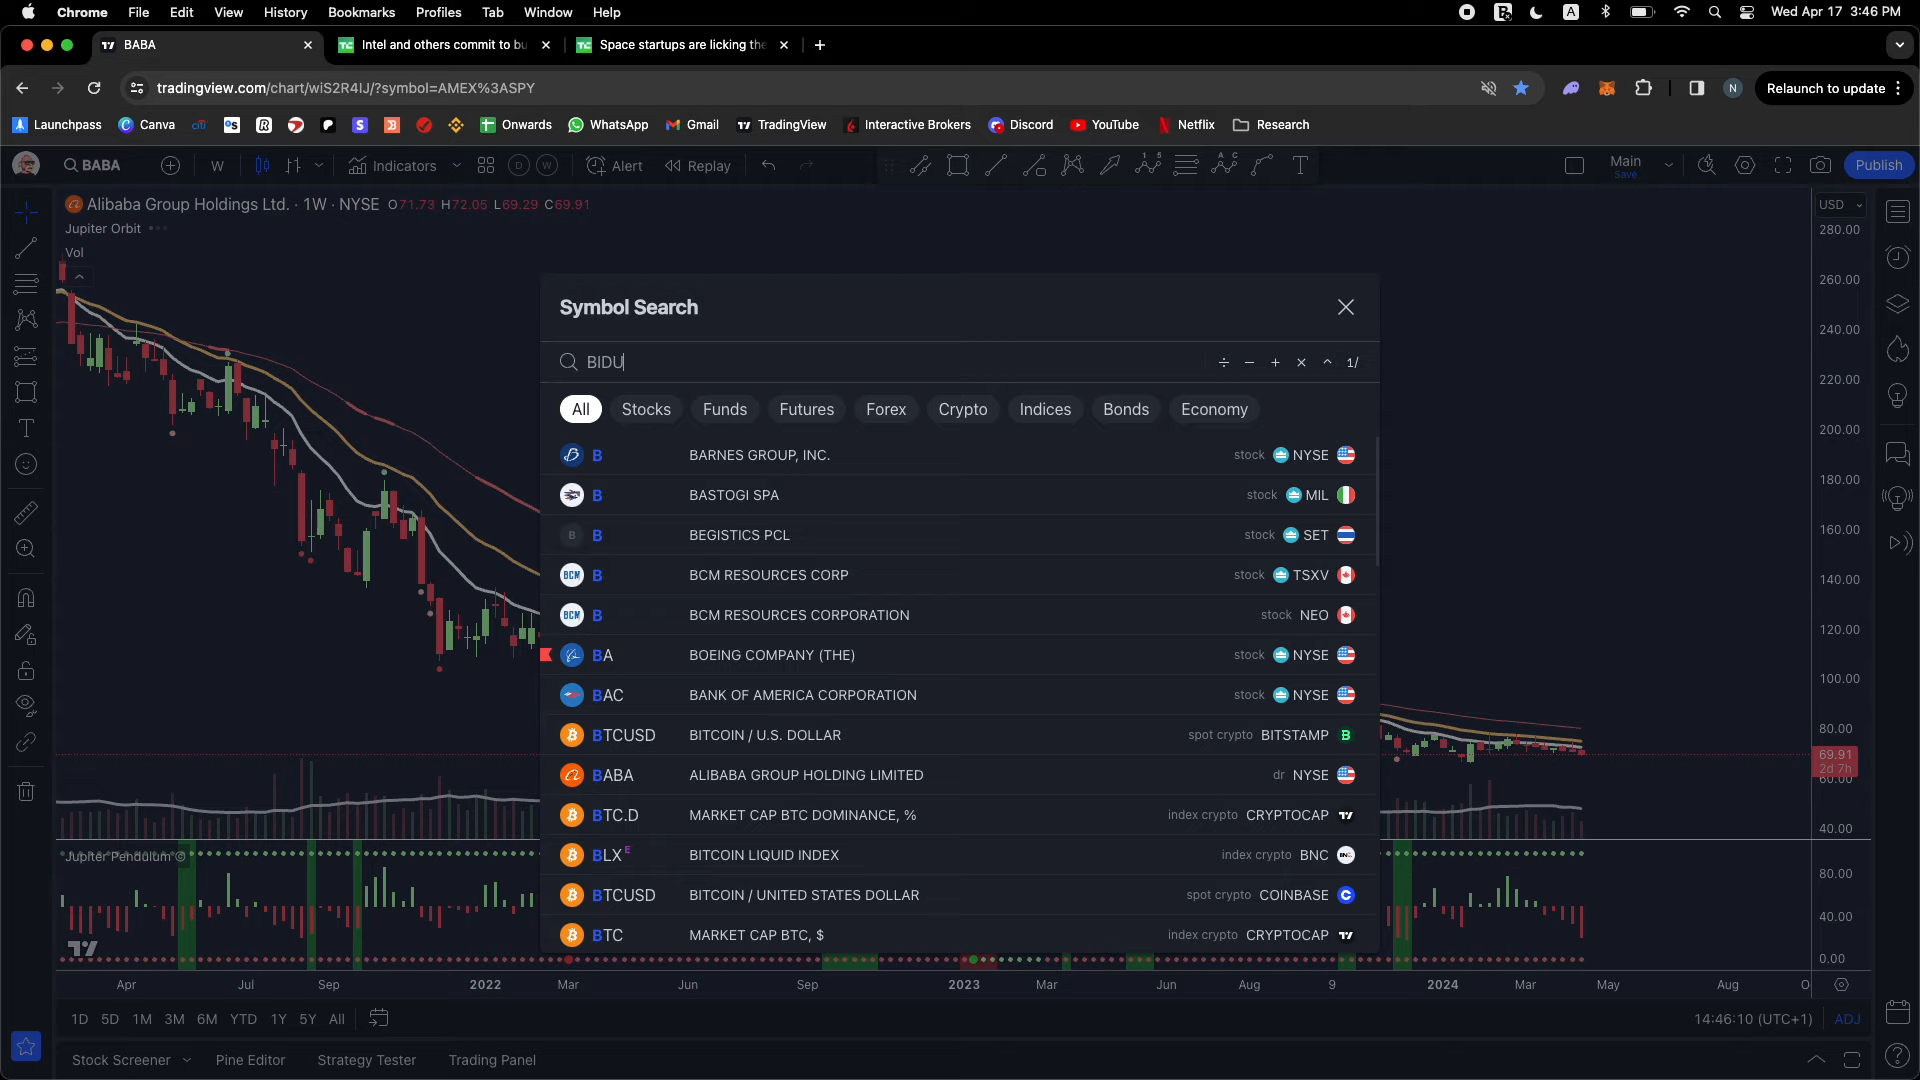 Chrome File Edit View History Bookmarks Profiles Tab Window Help A Wed Apr 17 3:46 PM
BABA Intel and others commit to bu Space startups are licking the
tradingview.com/chart/wiS2R4IJ/?symbol=AMEX%3ASPY N Relaunch to update
Launchpass Canva citi Onwards WhatsApp Gmail TradingView Interactive Brokers Discord YouTube Netflix Research
BABA W Indicators D W Alert Replay Main Publish
Save
Alibaba Group Holdings Ltd. · 1W · NYSE O71.73 H72.05 L69.29 C69.91 USD
Jupiter Orbit
280.00
Vol
260.00
Symbol Search
240.00
BIDU ÷ − + × ^ 1/
220.00
All Stocks Funds Futures Forex Crypto Indices Bonds Economy
200.00
B BARNES GROUP, INC. stock NYSE
180.00
B BASTOGI SPA stock MIL
160.00
B B BEGISTICS PCL stock SET
140.00
BCM B BCM RESOURCES CORP stock TSXV
BCM B BCM RESOURCES CORPORATION stock NEO
120.00
BA BOEING COMPANY (THE) stock NYSE
100.00
BAC BANK OF AMERICA CORPORATION stock NYSE
80.00
BTCUSD BITCOIN / U.S. DOLLAR spot crypto BITSTAMP B
69.91
2d 7h
60.00
BABA ALIBABA GROUP HOLDING LIMITED dr NYSE
BTC.D MARKET CAP BTC DOMINANCE, % index crypto CRYPTOCAP
40.00
Jupiter Pendulum
BLX E BITCOIN LIQUID INDEX index crypto BNC
80.00
BTCUSD BITCOIN / UNITED STATES DOLLAR spot crypto COINBASE
40.00
BTC MARKET CAP BTC, $ index crypto CRYPTOCAP
0.00
Apr Jul Sep 2022 Mar Jun Sep 2023 Mar Jun Aug 9 2024 Mar May Aug O
1D 5D 1M 3M 6M YTD 1Y 5Y All 14:46:10 (UTC+1) ADJ
Stock Screener Pine Editor Strategy Tester Trading Panel